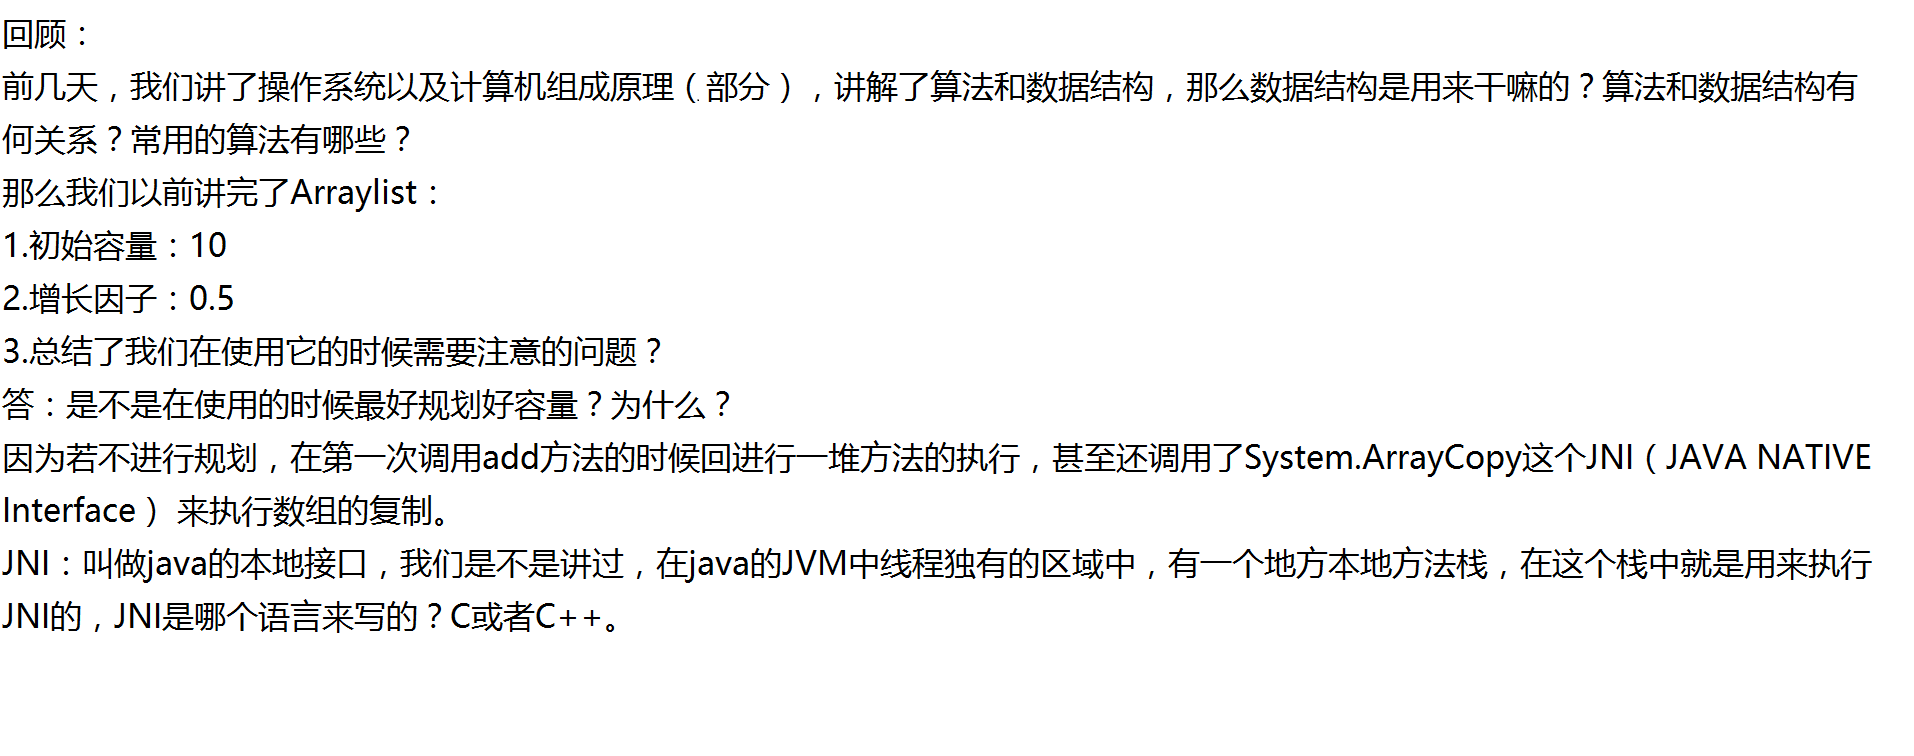 回顾：
前几天，我们讲了操作系统以及计算机组成原理（部分），讲解了算法和数据结构，那么数据结构是用来干嘛的？算法和数据结构有
何关系？常用的算法有哪些？
那么我们以前讲完了Arraylist：
1.初始容量：10
2.增长因子：0.5
3.总结了我们在使用它的时候需要注意的问题？
答：是不是在使用的时候最好规划好容量？为什么？
因为若不进行规划，在第一次调用add方法的时候回进行一堆方法的执行，甚至还调用了System.ArrayCopy这个JNI（JAVA NATIVE
Interface） 来执行数组的复制。
JNI：叫做java的本地接口，我们是不是讲过，在java的JVM中线程独有的区域中，有一个地方本地方法栈，在这个栈中就是用来执行
JNI的，JNI是哪个语言来写的？C或者C++。